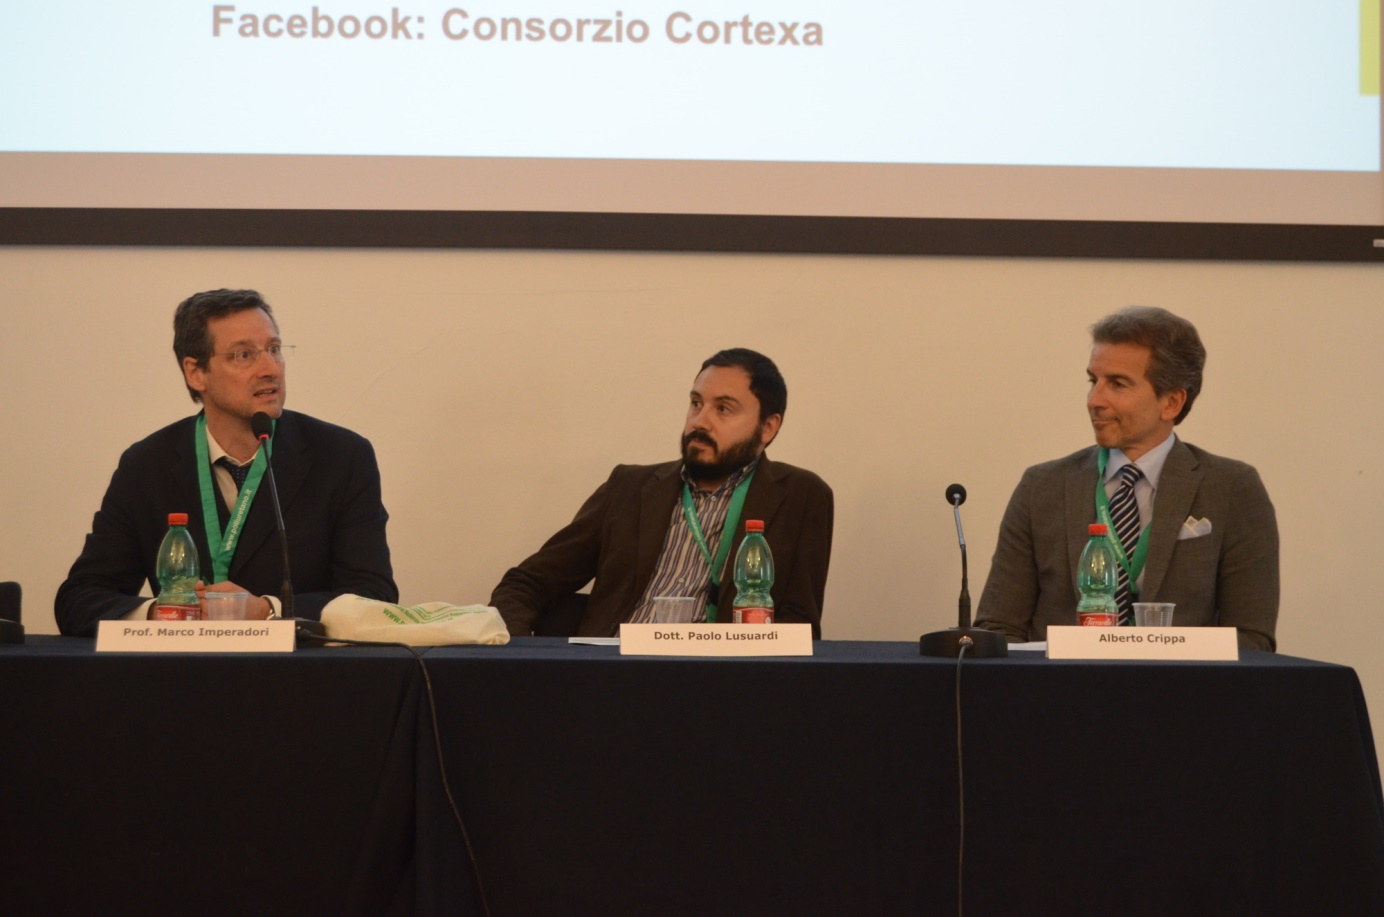 Facebook: Consorzio Cortexa
Prof. Marco Imperadori
Dott. Paolo Lusuardi
Alberto Crippa